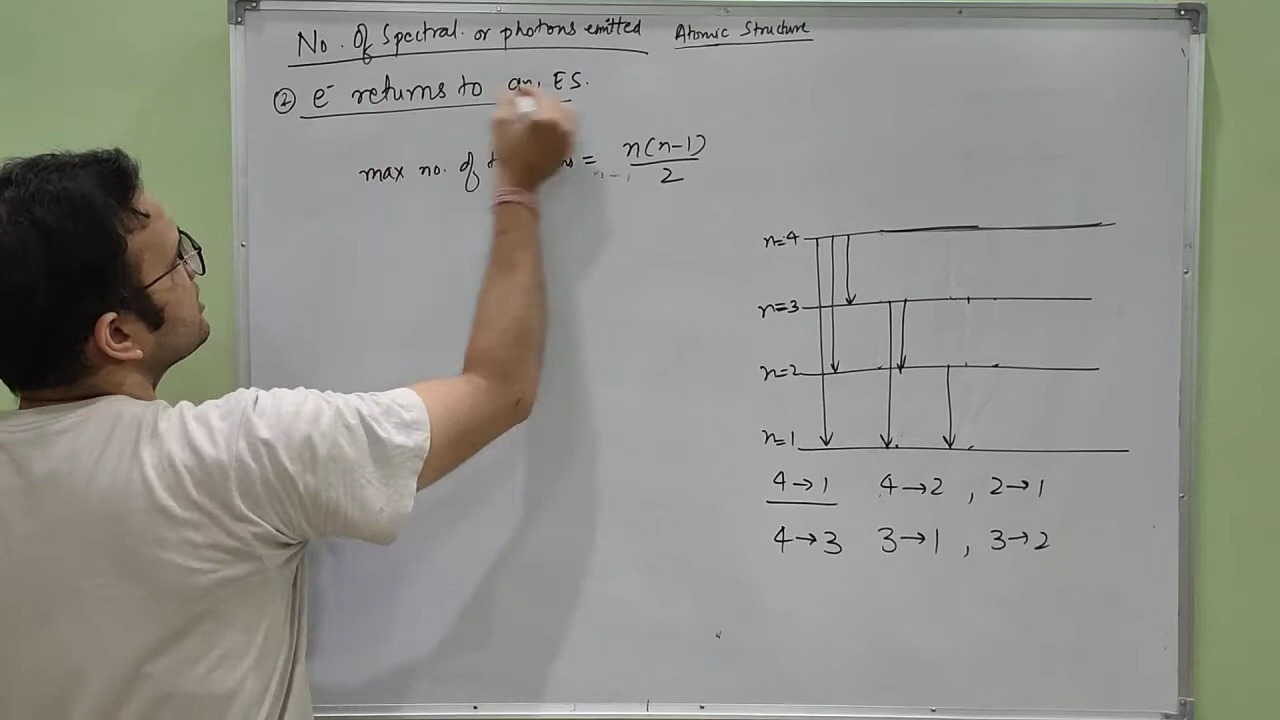 No. Of Spectral. or photons emitted Atomic Structure
② e⁻ returns to an ES.
max no. of = n(n-1)/2
n=4
n=3
n=2
n=1
4→1 4→2 , 2→1
4→3 3→1 , 3→2